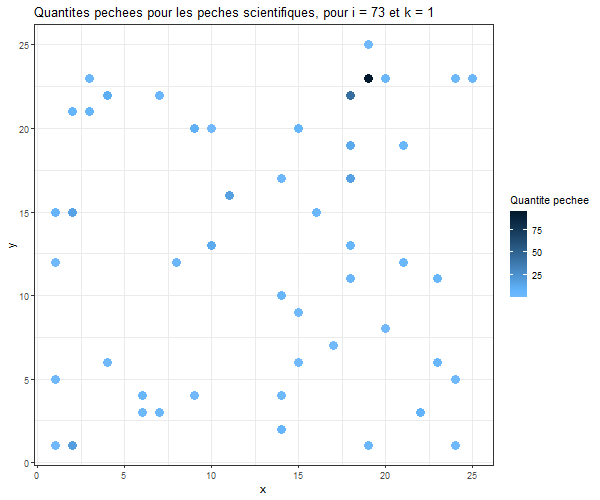 Quantites pechees pour les peches scientifiques, pour i = 73 et k = 1
25
20
15
10
5
0
y
0 5 10 15 20 25
x
Quantite pechee
75
50
25